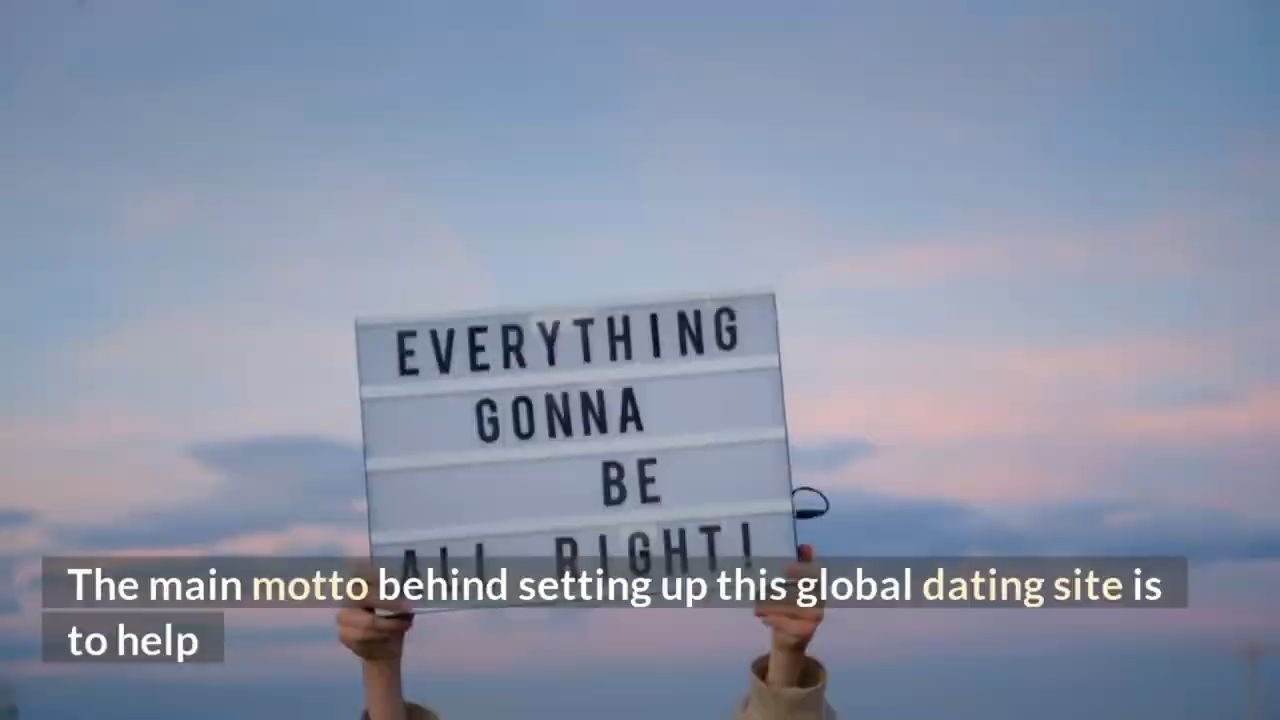 EVERYTHING
GONNA
BE
ALL RIGHT!
The main motto behind setting up this global dating site is
to help